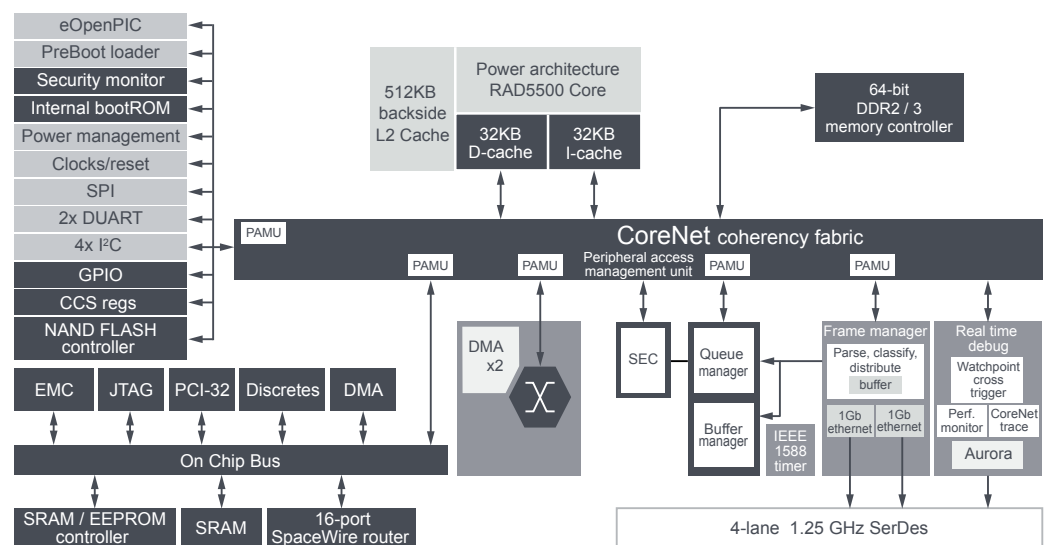 eOpenPIC
PreBoot loader
Security monitor
Internal bootROM
Power management
Clocks/reset
SPI
2x DUART
4x I²C
GPIO
CCS regs
NAND FLASH
controller
512KB
backside
L2 Cache
Power architecture
RAD5500 Core
32KB
D-cache
32KB
I-cache
64-bit
DDR2 / 3
memory controller
PAMU
CoreNet coherency fabric
PAMU
PAMU
Peripheral access
management unit
PAMU
PAMU
DMA
x2
SEC
Queue
manager
Buffer
manager
IEEE
1588
timer
Frame manager
Parse, classify,
distribute
buffer
1Gb
ethernet
1Gb
ethernet
Real time
debug
Watchpoint
cross
trigger
Perf.
monitor
CoreNet
trace
Aurora
EMC
JTAG
PCI-32
Discretes
DMA
On Chip Bus
SRAM / EEPROM
controller
SRAM
16-port
SpaceWire router
4-lane 1.25 GHz SerDes